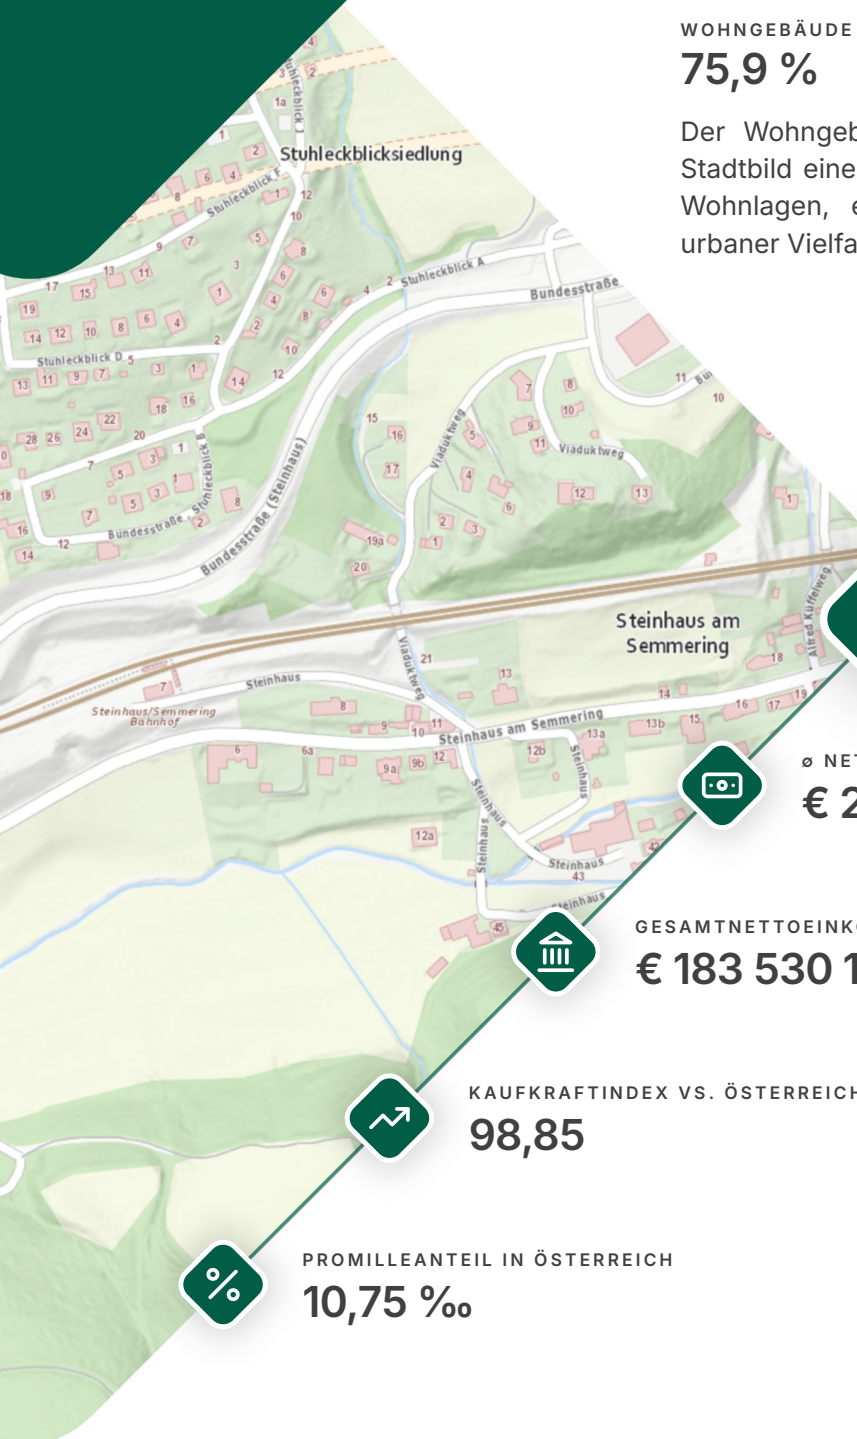 WOHNGEBÄUDE
75,9 %
Der Wohngeb
Stadtbild eine
Wohnlagen, e
urbaner Vielfa
Stuhleckblicksiedlung
Stuhleckblick F
Stuhleckblick A
Bundesstraße
Stuhleckblick D
Stuhleckblick B
Bundesstraße
Bundesstraße (Steinhaus)
Viaduktweg
Viaduktweg
Steinhaus am
Semmering
Alfred Küffelweg
Viaduktweg
Steinhaus
Steinhaus/Semmering
Bahnhof
Steinhaus am Semmering
Steinhaus
Steinhaus
Steinhaus
Steinhaus
ø NET
€ 2
GESAMTNETTOEINKO
€ 183 530 1
KAUFKRAFTINDEX VS. ÖSTERREICH
98,85
PROMILLEANTEIL IN ÖSTERREICH
10,75 ‰